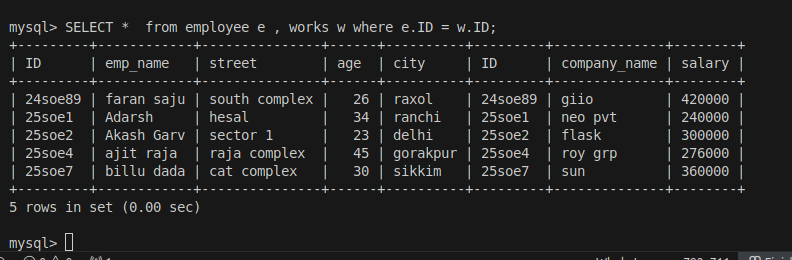 mysql> SELECT *  from employee e , works w where e.ID = w.ID;
+---------+------------+---------------+------+----------+---------+--------------+--------+
| ID      | emp_name   | street        | age  | city     | ID      | company_name | salary |
+---------+------------+---------------+------+----------+---------+--------------+--------+
| 24soe89 | faran saju | south complex |   26 | raxol    | 24soe89 | giio         | 420000 |
| 25soe1  | Adarsh     | hesal         |   34 | ranchi   | 25soe1  | neo pvt      | 240000 |
| 25soe2  | Akash Garv | sector 1      |   23 | delhi    | 25soe2  | flask        | 300000 |
| 25soe4  | ajit raja  | raja complex  |   45 | gorakpur | 25soe4  | roy grp      | 276000 |
| 25soe7  | billu dada | cat complex   |   30 | sikkim   | 25soe7  | sun          | 360000 |
+---------+------------+---------------+------+----------+---------+--------------+--------+
5 rows in set (0.00 sec)
mysql>